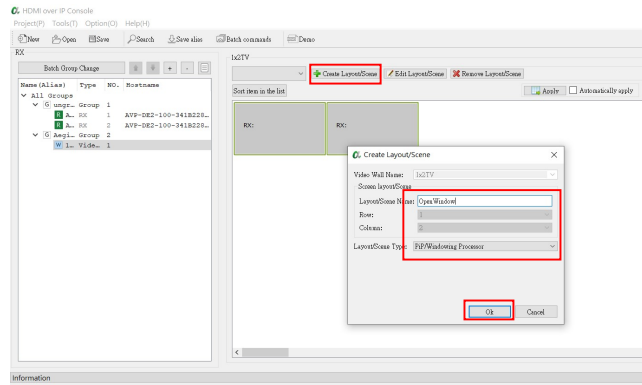 HDMI over IP Console
Project(P) Tools(T) Option(O) Help(H)
New Open Save Search Save alias Batch commands Demo
RX
Batch Group Change
+ -
Name(Alias) Type NO. Hostname
All Groups
G ungr… Group 1
R A… RX 1 AVP-DE2-100-341B228…
R A… RX 2 AVP-DE2-100-341B228…
G Aegi… Group 2
W 1… Vide… 1
1x2TV
Create Layout/Scene Edit Layout/Scene Remove Layout/Scene
Sort item in the list
Apply Automatically apply
RX: RX:
Create Layout/Scene
Video Wall Name: 1x2TV
Screen layout/Scene
Layout/Scene Name: OpenWindow
Row: 1
Column: 2
Layout/Scene Type: PiP/Windowing Processor
Ok Cancel
Information